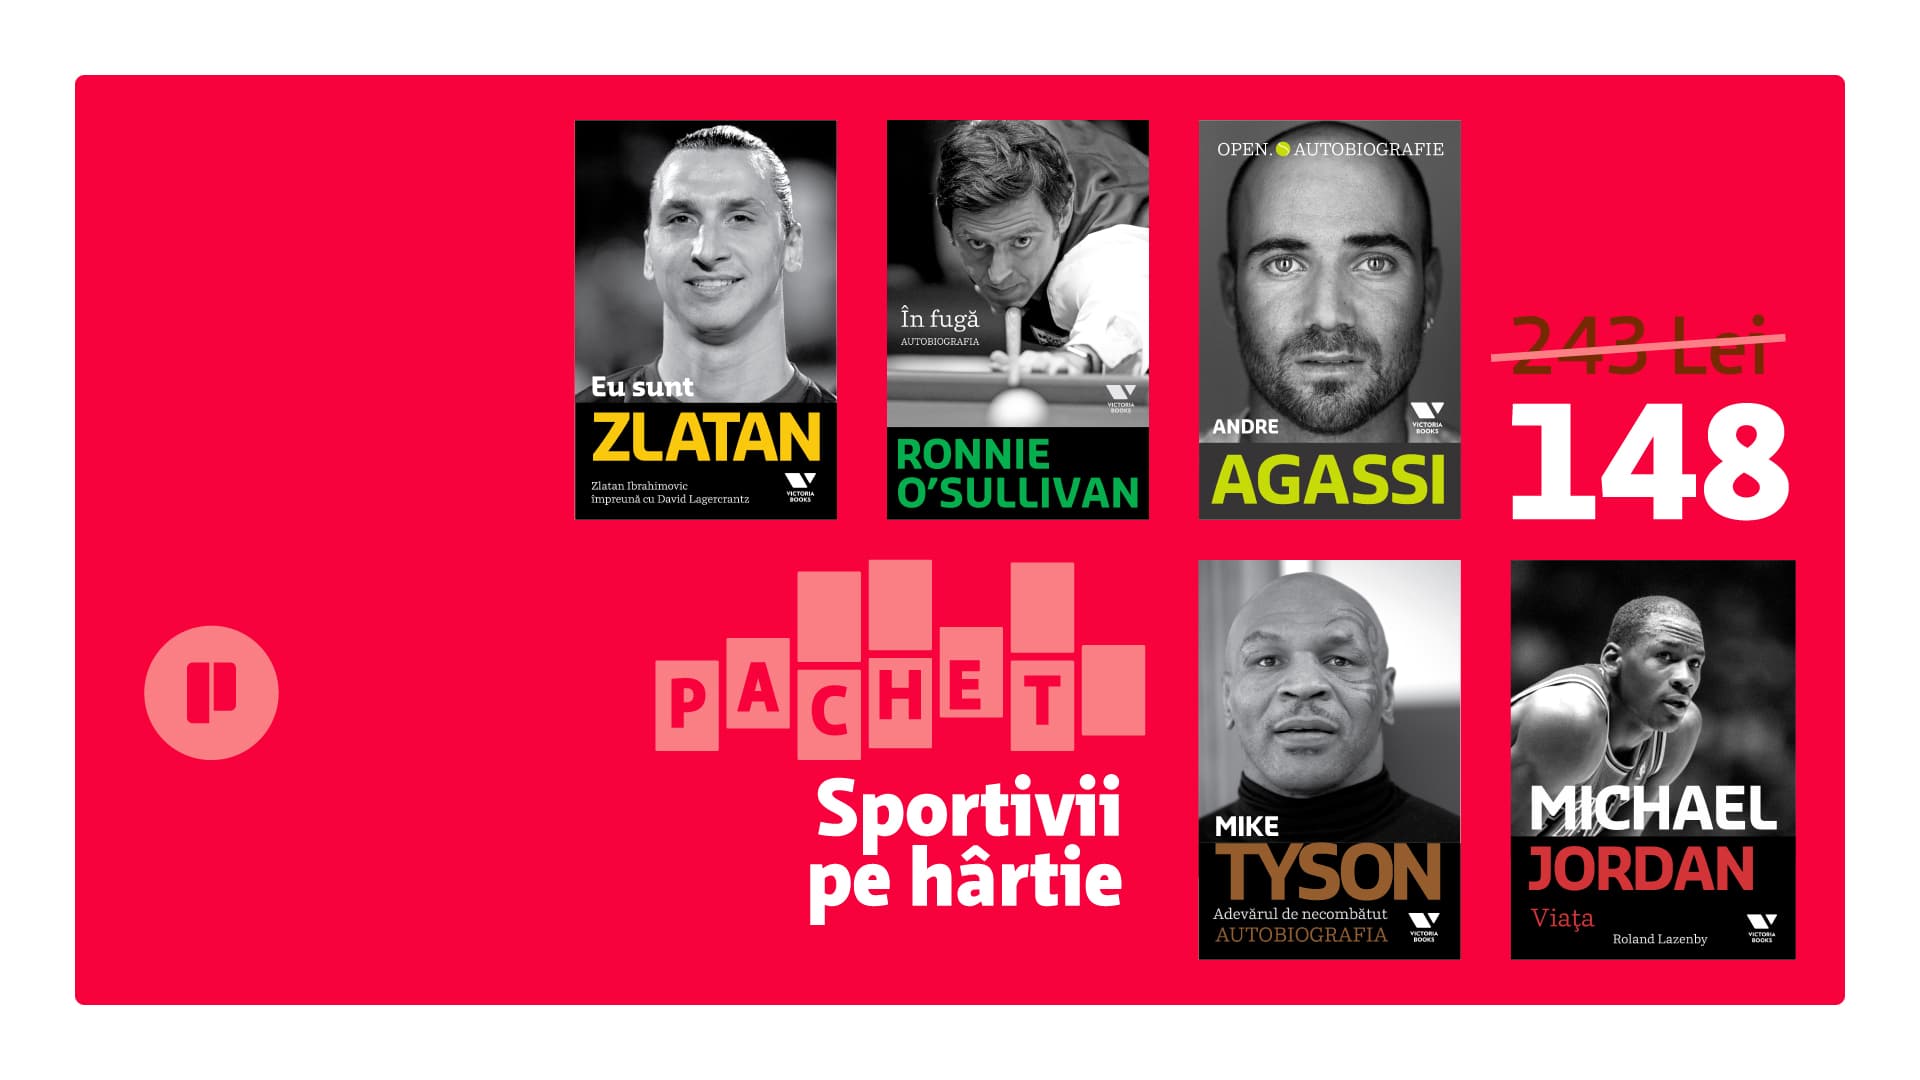 Eu sunt
ZLATAN
Zlatan Ibrahimovic
împreună cu David Lagercrantz
VICTORIA
BOOKS
În fugă
AUTOBIOGRAFIA
VICTORIA
BOOKS
RONNIE
O'SULLIVAN
OPEN. AUTOBIOGRAFIE
ANDRE
VICTORIA
BOOKS
AGASSI
243 Lei
148
PACHET
Sportivii
pe hârtie
MIKE
TYSON
Adevărul de necombătut
AUTOBIOGRAFIA
VICTORIA
BOOKS
MICHAEL
JORDAN
Viaţa
Roland Lazenby
VICTORIA
BOOKS